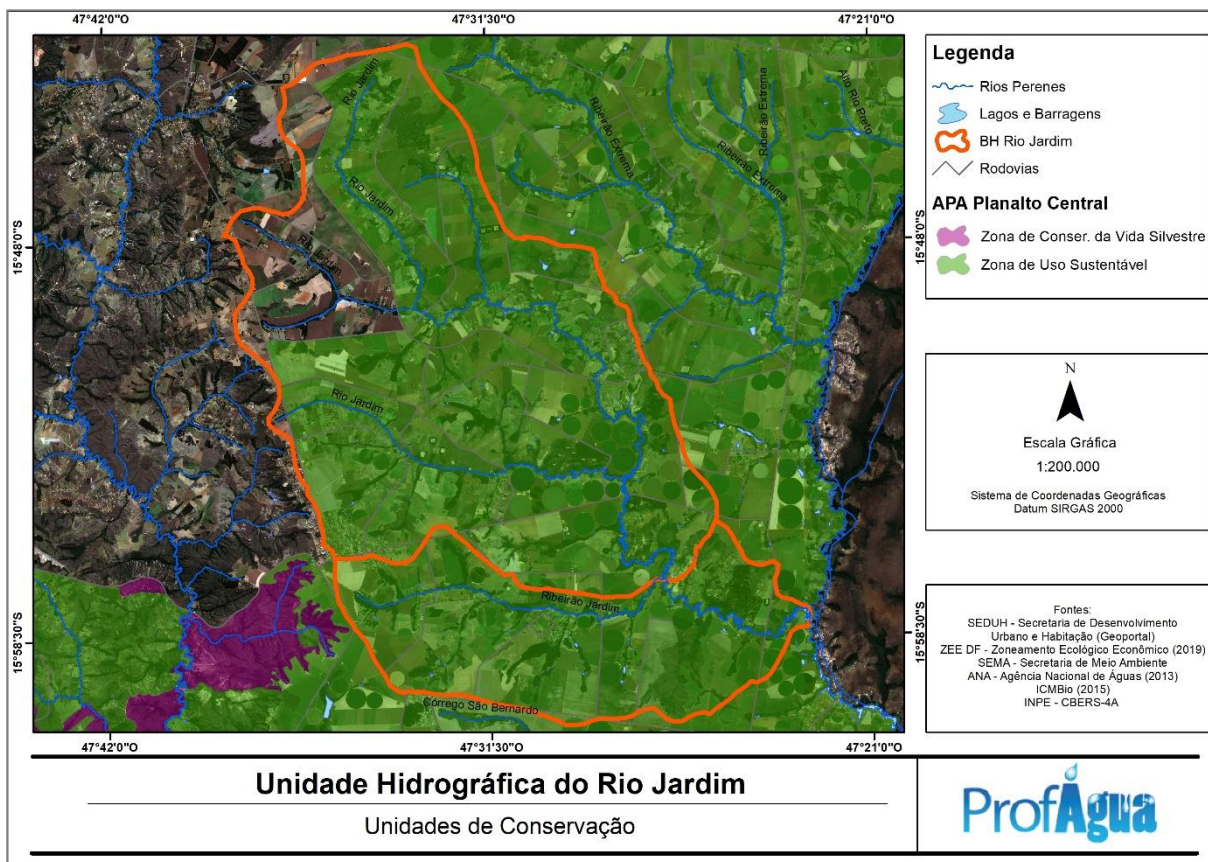 47°42'0"O
47°31'30"O
47°21'0"O
15°48'0"S
15°58'30"S
Rio Jardim
Ribeirão Extrema
Ribeirão Extrema
Alto Rio Preto
Ribeirão Extrema
Rio Jardim
Rio Jardim
Rio Jardim
Ribeirão Jardim
Córrego São Bernardo
15°48'0"S
15°58'30"S
47°42'0"O
47°31'30"O
47°21'0"O
Legenda
Rios Perenes
Lagos e Barragens
BH Rio Jardim
Rodovias
APA Planalto Central
Zona de Conser. da Vida Silvestre
Zona de Uso Sustentável
N
Escala Gráfica
1:200.000
Sistema de Coordenadas Geográficas
Datum SIRGAS 2000
Fontes:
SEDUH - Secretaria de Desenvolvimento
Urbano e Habitação (Geoportal)
ZEE DF - Zoneamento Ecológico Econômico (2019)
SEMA - Secretaria de Meio Ambiente
ANA - Agência Nacional de Águas (2013)
ICMBio (2015)
INPE - CBERS-4A
Unidade Hidrográfica do Rio Jardim
Unidades de Conservação
ProfÁgua